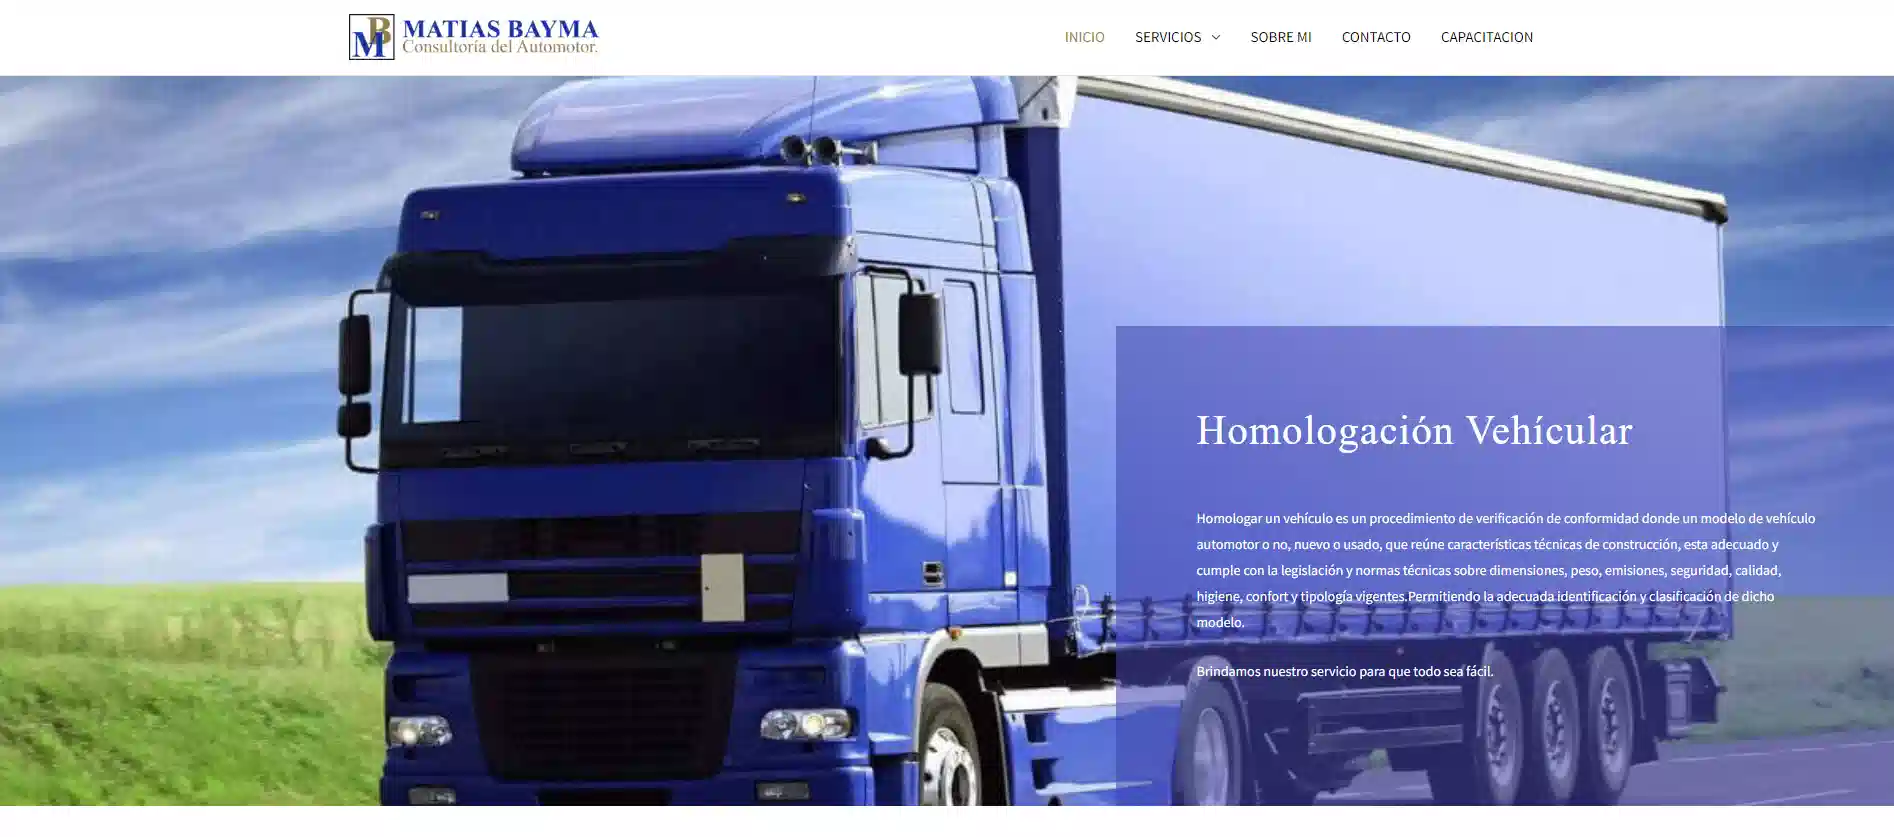 MB
MATIAS BAYMA
Consultoría del Automotor.
INICIO SERVICIOS SOBRE MI CONTACTO CAPACITACION
Homologación Vehícular
Homologar un vehículo es un procedimiento de verificación de conformidad donde un modelo de vehículo
automotor o no, nuevo o usado, que reúne características técnicas de construcción, esta adecuado y
cumple con la legislación y normas técnicas sobre dimensiones, peso, emisiones, seguridad, calidad,
higiene, confort y tipología vigentes.Permitiendo la adecuada identificación y clasificación de dicho
modelo.
Brindamos nuestro servicio para que todo sea fácil.